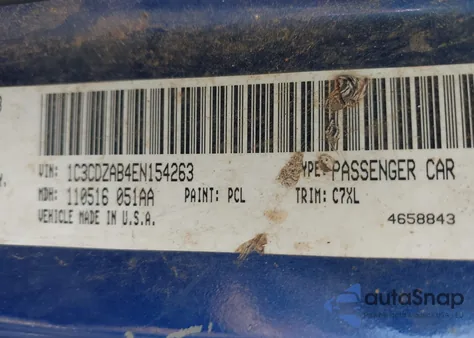 VIN: 1C3CDZAB4EN154263 TYPE: PASSENGER CAR
MDH: 110516 051AA PAINT: PCL TRIM: C7XL
VEHICLE MADE IN U.S.A. 4658843
autoSnap